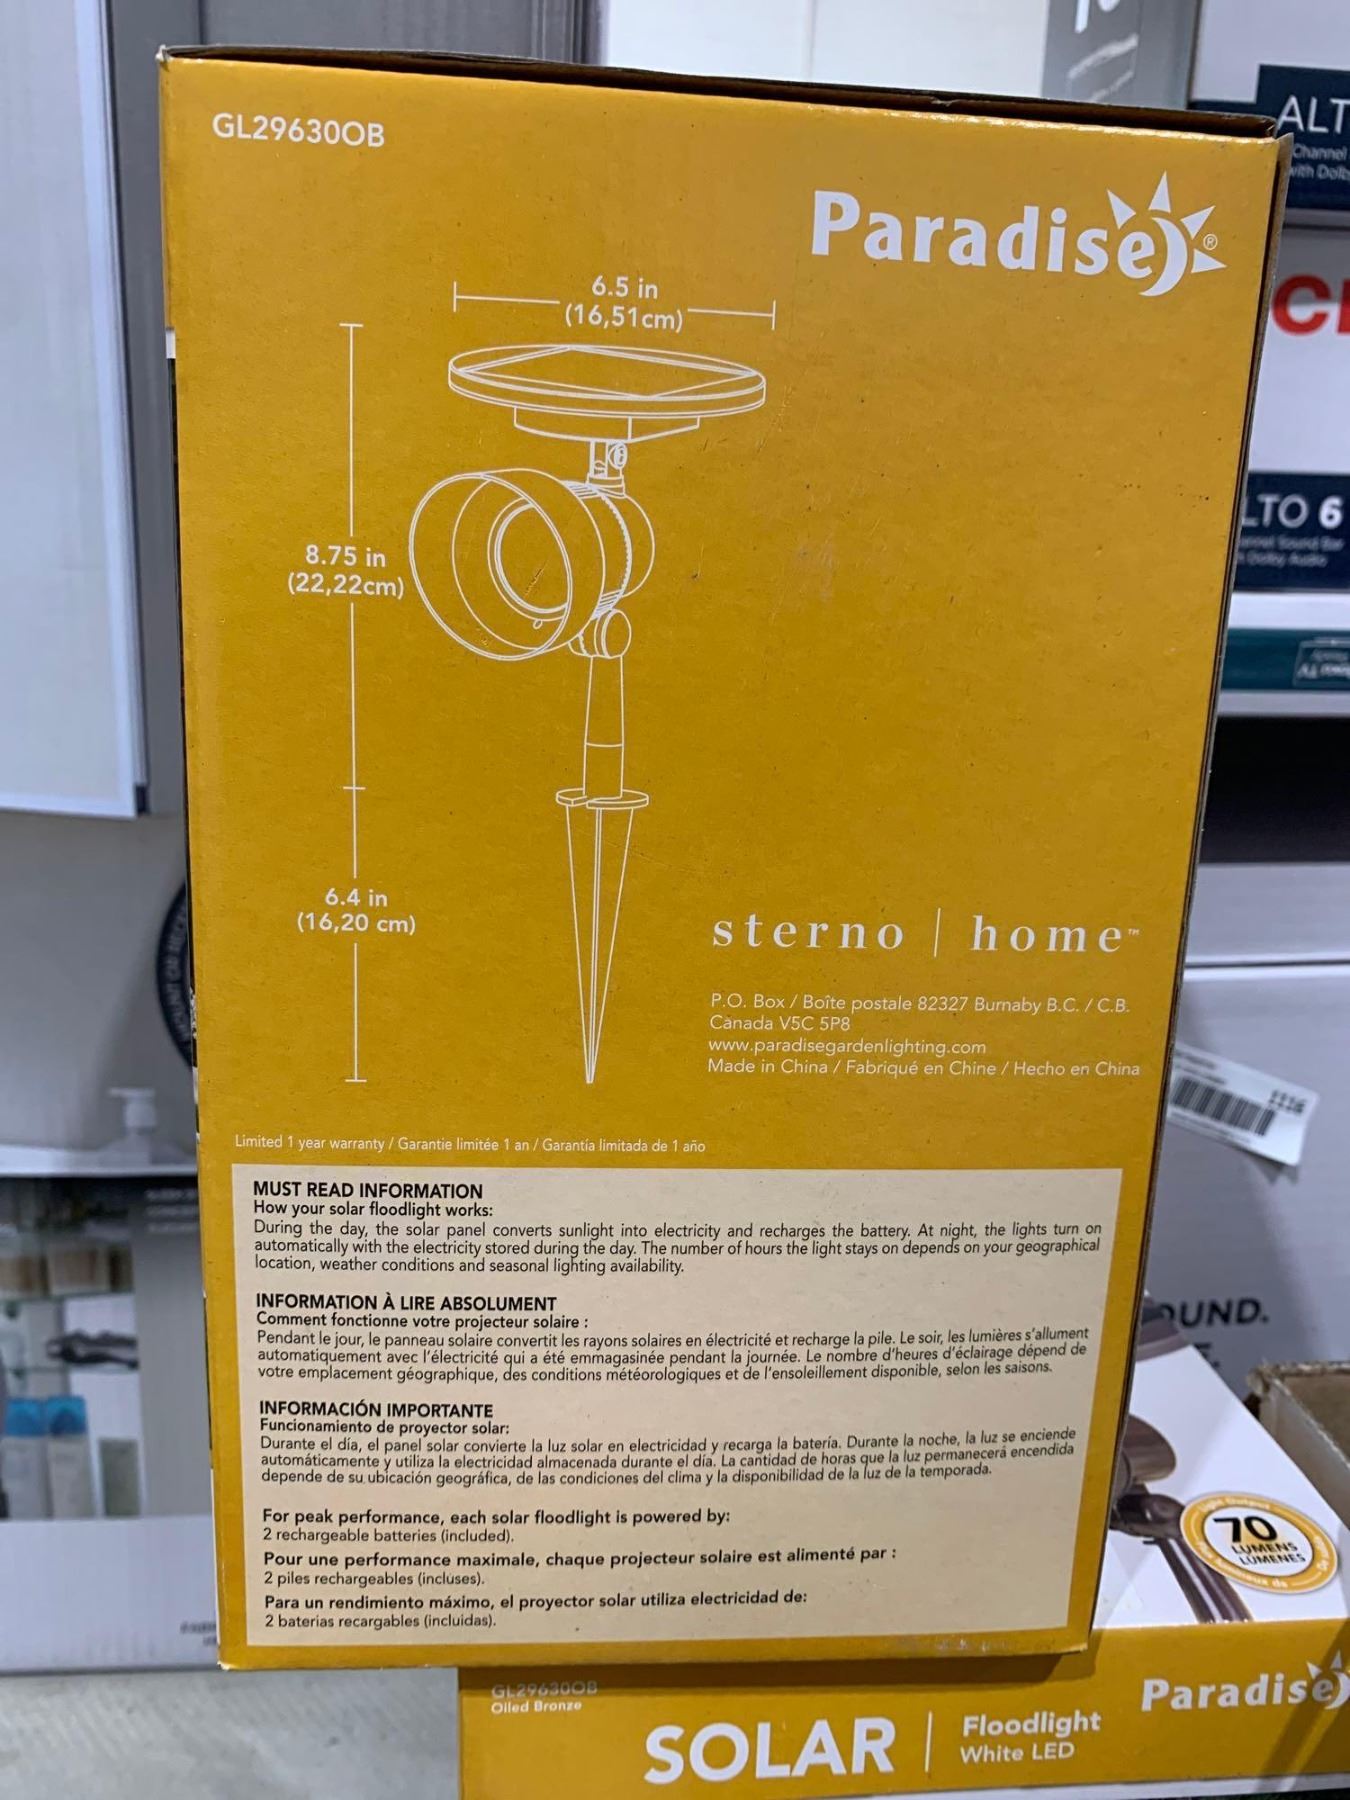 GL29630OB
Paradise®
6.5 in
(16,51cm)
8.75 in
(22,22cm)
6.4 in
(16,20 cm)
sterno | home™
P.O. Box / Boîte postale 82327 Burnaby B.C. / C.B.
Canada V5C 5P8
www.paradisegardenlighting.com
Made in China / Fabriqué en Chine / Hecho en China
Limited 1 year warranty / Garantie limitée 1 an / Garantía limitada de 1 año
MUST READ INFORMATION
How your solar floodlight works:
During the day, the solar panel converts sunlight into electricity and recharges the battery. At night, the lights turn on
automatically with the electricity stored during the day. The number of hours the light stays on depends on your geographical
location, weather conditions and seasonal lighting availability.
INFORMATION À LIRE ABSOLUMENT
Comment fonctionne votre projecteur solaire :
Pendant le jour, le panneau solaire convertit les rayons solaires en électricité et recharge la pile. Le soir, les lumières s'allument
automatiquement avec l'électricité qui a été emmagasinée pendant la journée. Le nombre d'heures d'éclairage dépend de
votre emplacement géographique, des conditions météorologiques et de l'ensoleillement disponible, selon les saisons.
INFORMACIÓN IMPORTANTE
Funcionamiento de proyector solar:
Durante el día, el panel solar convierte la luz solar en electricidad y recarga la batería. Durante la noche, la luz se enciende
automáticamente y utiliza la electricidad almacenada durante el día. La cantidad de horas que la luz permanecerá encendida
depende de su ubicación geográfica, de las condiciones del clima y la disponibilidad de la luz de la temporada.
For peak performance, each solar floodlight is powered by:
2 rechargeable batteries (included).
Pour une performance maximale, chaque projecteur solaire est alimenté par :
2 piles rechargeables (incluses).
Para un rendimiento máximo, el proyector solar utiliza electricidad de:
2 baterias recargables (incluidas).
GL29630OB
Oiled Bronze
SOLAR | Floodlight
White LED
Paradise
Light Output
70
LUMENS
LUMENES
ALT
Channel
with Dolb
CI
LTO 6
Dolby Audio
1116
OUND.